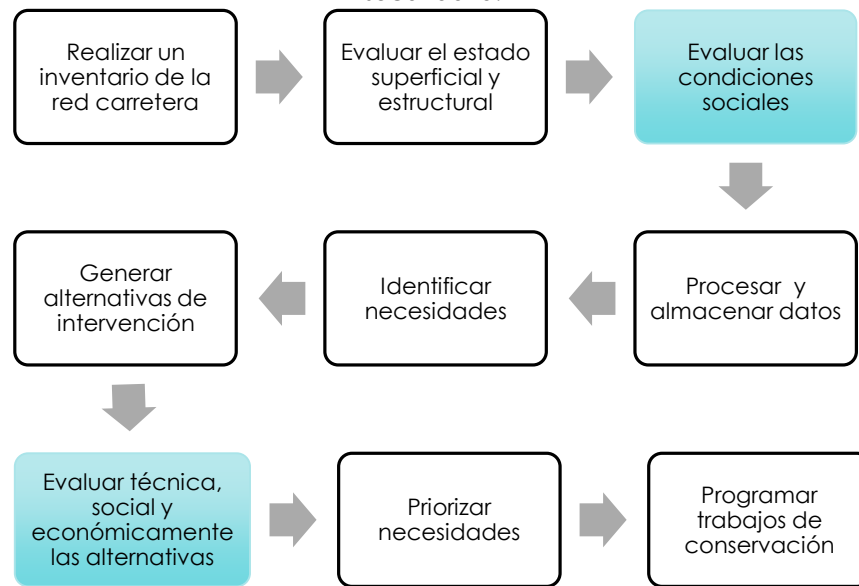 Realizar un
inventario de la
red carretera
Evaluar el estado
superficial y
estructural
Evaluar las
condiciones
sociales
Procesar y
almacenar datos
Identificar
necesidades
Generar
alternativas de
intervención
Evaluar técnica,
social y
económicamente
las alternativas
Priorizar
necesidades
Programar
trabajos de
conservación